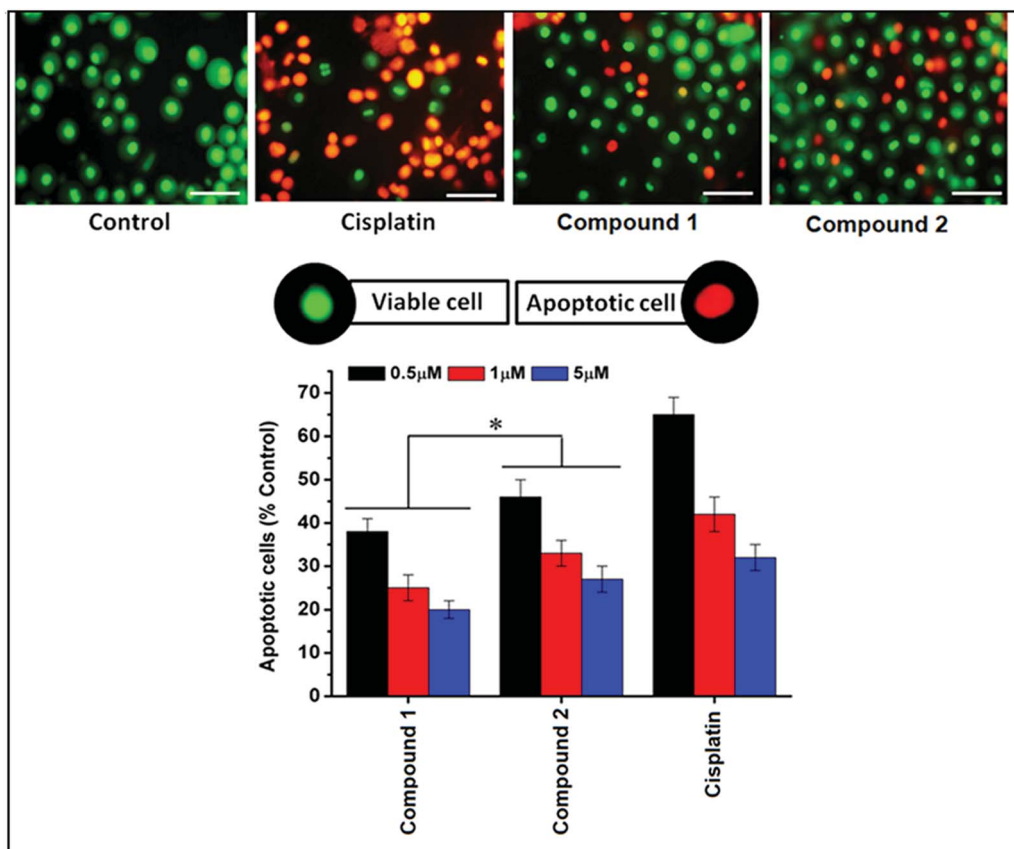 Control
Cisplatin
Compound 1
Compound 2
Viable cell
Apoptotic cell
0.5μM
1μM
5μM
*
Apoptotic cells (% Control)
70
60
50
40
30
20
10
0
Compound 1
Compound 2
Cisplatin